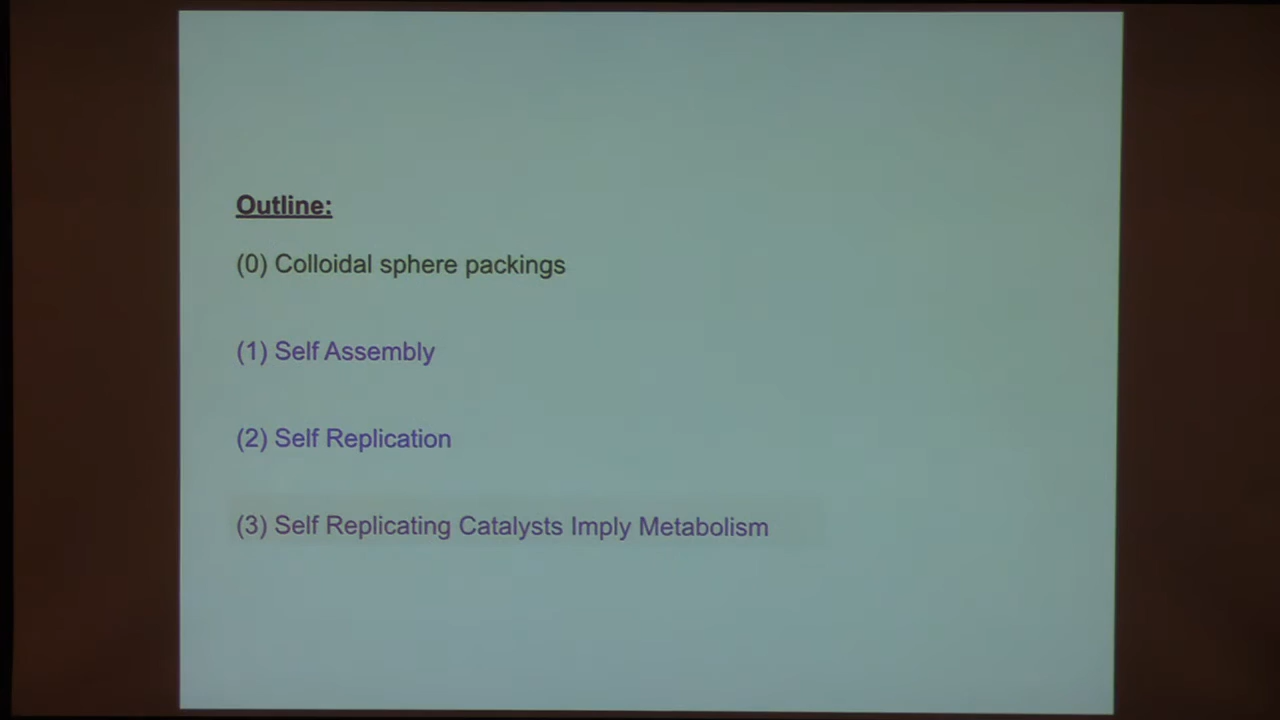 Outline:
(0) Colloidal sphere packings
(1) Self Assembly
(2) Self Replication
(3) Self Replicating Catalysts Imply Metabolism